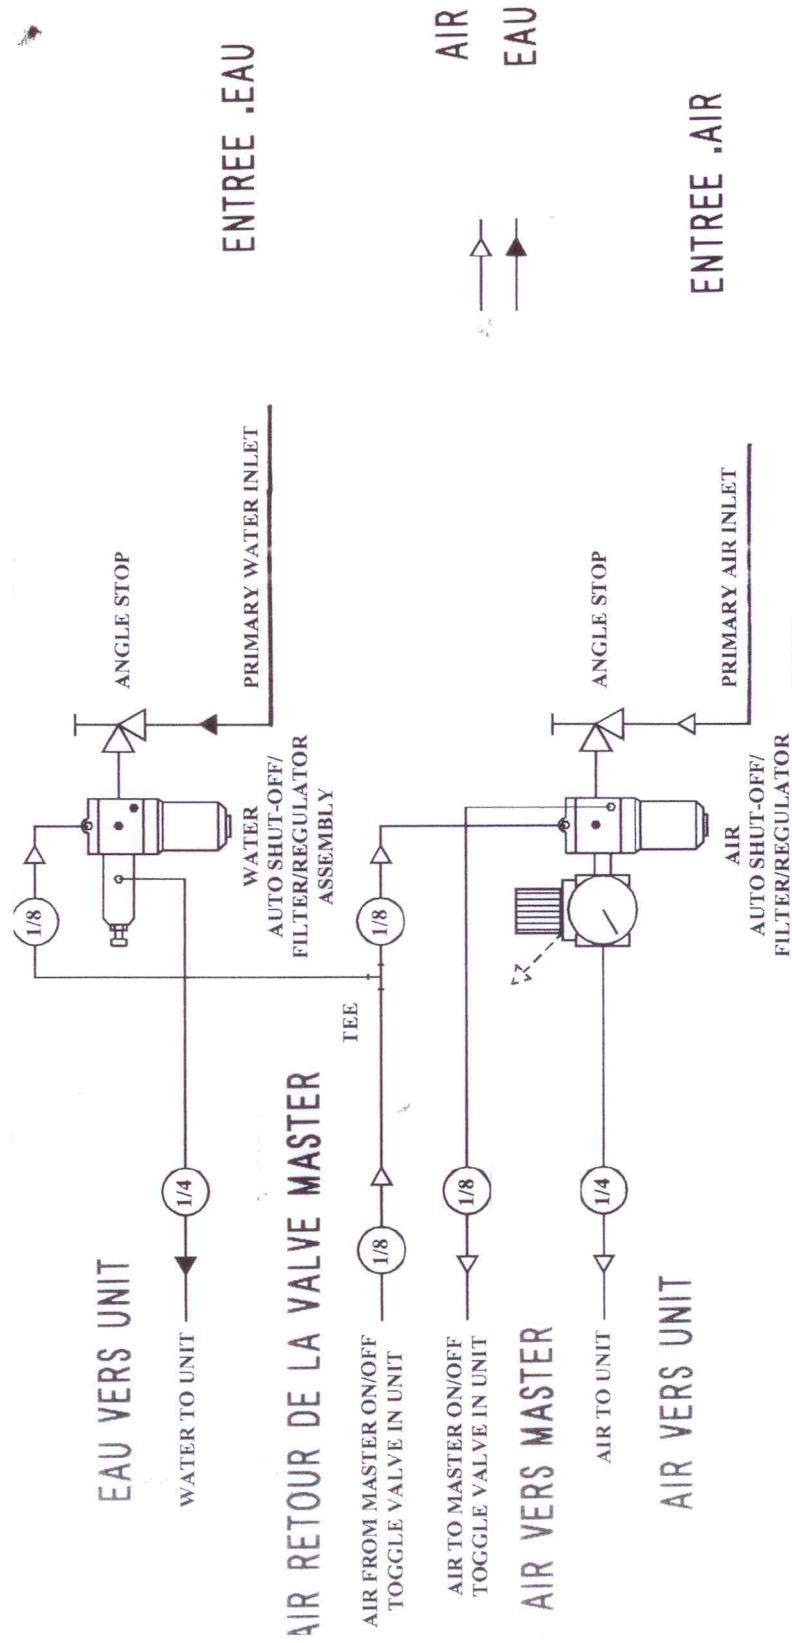 ENTREE .EAU
AIR
EAU
ENTREE .AIR
ANGLE STOP
PRIMARY WATER INLET
WATER
AUTO SHUT-OFF/
FILTER/REGULATOR
ASSEMBLY
1/8
1/8
TEE
ANGLE STOP
PRIMARY AIR INLET
AIR
AUTO SHUT-OFF/
FILTER/REGULATOR
1/4
1/8
1/8
1/4
EAU VERS UNIT
WATER TO UNIT
AIR RETOUR DE LA VALVE MASTER
AIR FROM MASTER ON/OFF
TOGGLE VALVE IN UNIT
AIR TO MASTER ON/OFF
TOGGLE VALVE IN UNIT
AIR VERS MASTER
AIR TO UNIT
AIR VERS UNIT